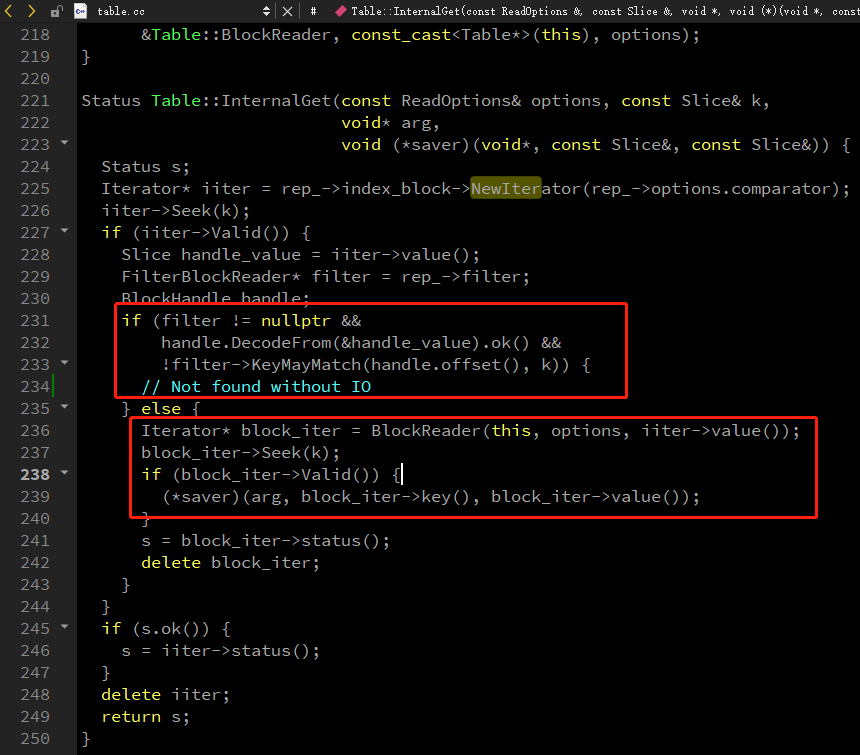 table.cc # Table::InternalGet(const ReadOptions &, const Slice &, void *, void (*)(void *, const
218 &Table::BlockReader, const_cast<Table*>(this), options);
219 }
220
221 Status Table::InternalGet(const ReadOptions& options, const Slice& k,
222 void* arg,
223 void (*saver)(void*, const Slice&, const Slice&)) {
224 Status s;
225 Iterator* iiter = rep_->index_block->NewIterator(rep_->options.comparator);
226 iiter->Seek(k);
227 if (iiter->Valid()) {
228 Slice handle_value = iiter->value();
229 FilterBlockReader* filter = rep_->filter;
230 BlockHandle handle;
231 if (filter != nullptr &&
232 handle.DecodeFrom(&handle_value).ok() &&
233 !filter->KeyMayMatch(handle.offset(), k)) {
234 // Not found without IO
235 } else {
236 Iterator* block_iter = BlockReader(this, options, iiter->value());
237 block_iter->Seek(k);
238 if (block_iter->Valid()) {
239 (*saver)(arg, block_iter->key(), block_iter->value());
240 }
241 s = block_iter->status();
242 delete block_iter;
243 }
244 }
245 if (s.ok()) {
246 s = iiter->status();
247 }
248 delete iiter;
249 return s;
250 }